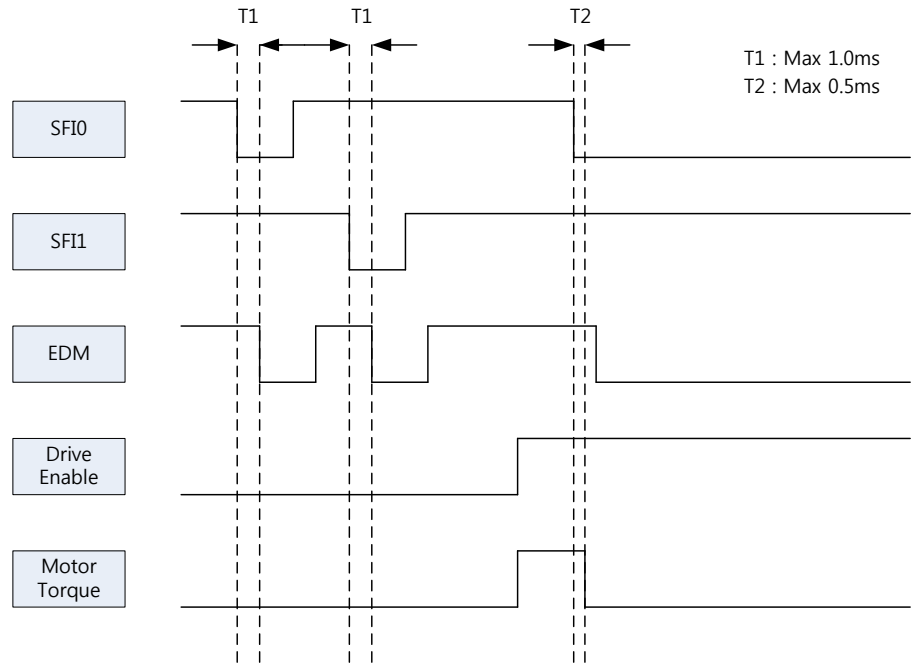 T1
T1
T2
T1 : Max 1.0ms
T2 : Max 0.5ms
SFI0
SFI1
EDM
Drive
Enable
Motor
Torque